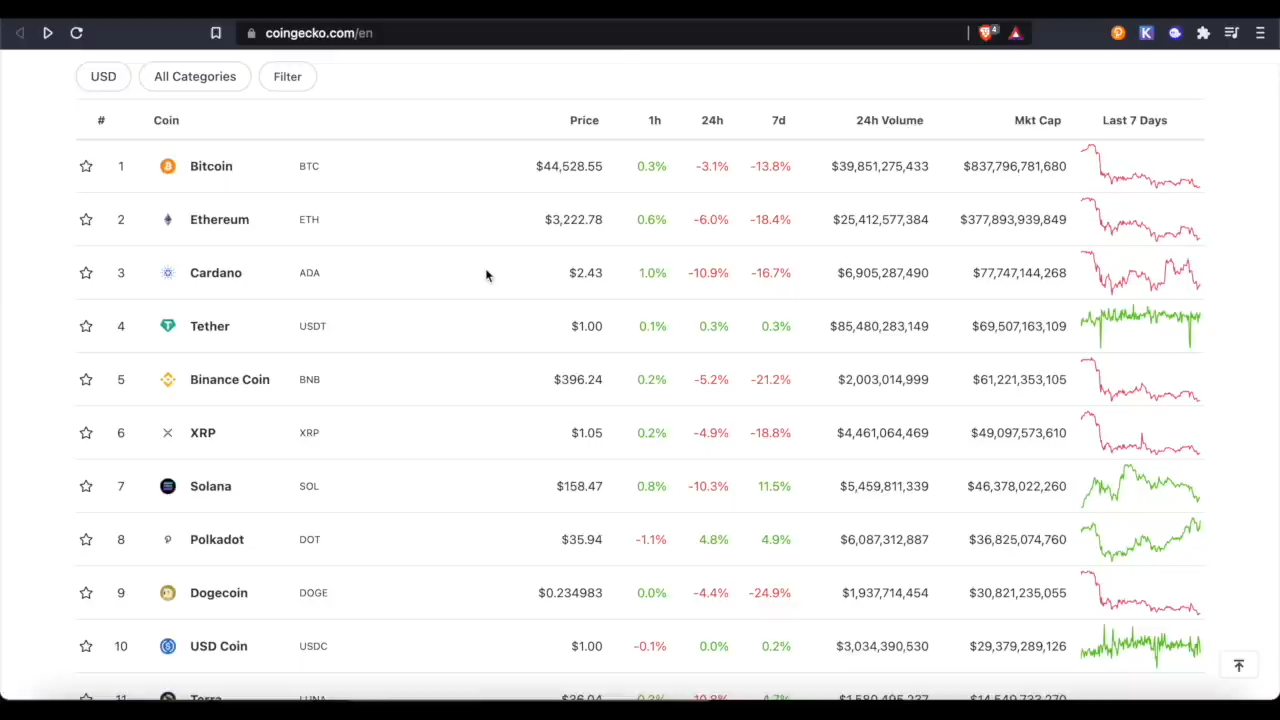 coingecko.com/en
4
K
USD All Categories Filter
# Coin Price 1h 24h 7d 24h Volume Mkt Cap Last 7 Days
1 Bitcoin BTC $44,528.55 0.3% -3.1% -13.8% $39,851,275,433 $837,796,781,680
2 Ethereum ETH $3,222.78 0.6% -6.0% -18.4% $25,412,577,384 $377,893,939,849
3 Cardano ADA $2.43 1.0% -10.9% -16.7% $6,905,287,490 $77,747,144,268
4 Tether USDT $1.00 0.1% 0.3% 0.3% $85,480,283,149 $69,507,163,109
5 Binance Coin BNB $396.24 0.2% -5.2% -21.2% $2,003,014,999 $61,221,353,105
6 XRP XRP $1.05 0.2% -4.9% -18.8% $4,461,064,469 $49,097,573,610
7 Solana SOL $158.47 0.8% -10.3% 11.5% $5,459,811,339 $46,378,022,260
8 Polkadot DOT $35.94 -1.1% 4.8% 4.9% $6,087,312,887 $36,825,074,760
9 Dogecoin DOGE $0.234983 0.0% -4.4% -24.9% $1,937,714,454 $30,821,235,055
10 USD Coin USDC $1.00 -0.1% 0.0% 0.2% $3,034,390,530 $29,379,289,126
11 Terra LUNA